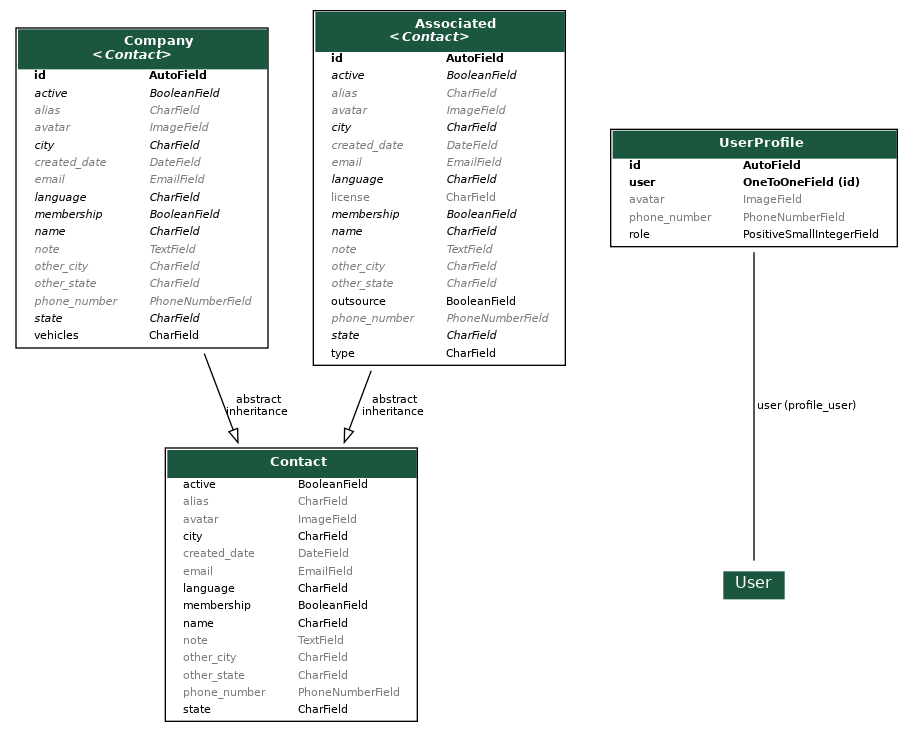 Company
<Contact>
id AutoField
active BooleanField
alias CharField
avatar ImageField
city CharField
created_date DateField
email EmailField
language CharField
membership BooleanField
name CharField
note TextField
other_city CharField
other_state CharField
phone_number PhoneNumberField
state CharField
vehicles CharField
Associated
<Contact>
id AutoField
active BooleanField
alias CharField
avatar ImageField
city CharField
created_date DateField
email EmailField
language CharField
license CharField
membership BooleanField
name CharField
note TextField
other_city CharField
other_state CharField
outsource BooleanField
phone_number PhoneNumberField
state CharField
type CharField
UserProfile
id AutoField
user OneToOneField (id)
avatar ImageField
phone_number PhoneNumberField
role PositiveSmallIntegerField
abstract
inheritance
abstract
inheritance
user (profile_user)
Contact
active BooleanField
alias CharField
avatar ImageField
city CharField
created_date DateField
email EmailField
language CharField
membership BooleanField
name CharField
note TextField
other_city CharField
other_state CharField
phone_number PhoneNumberField
state CharField
User